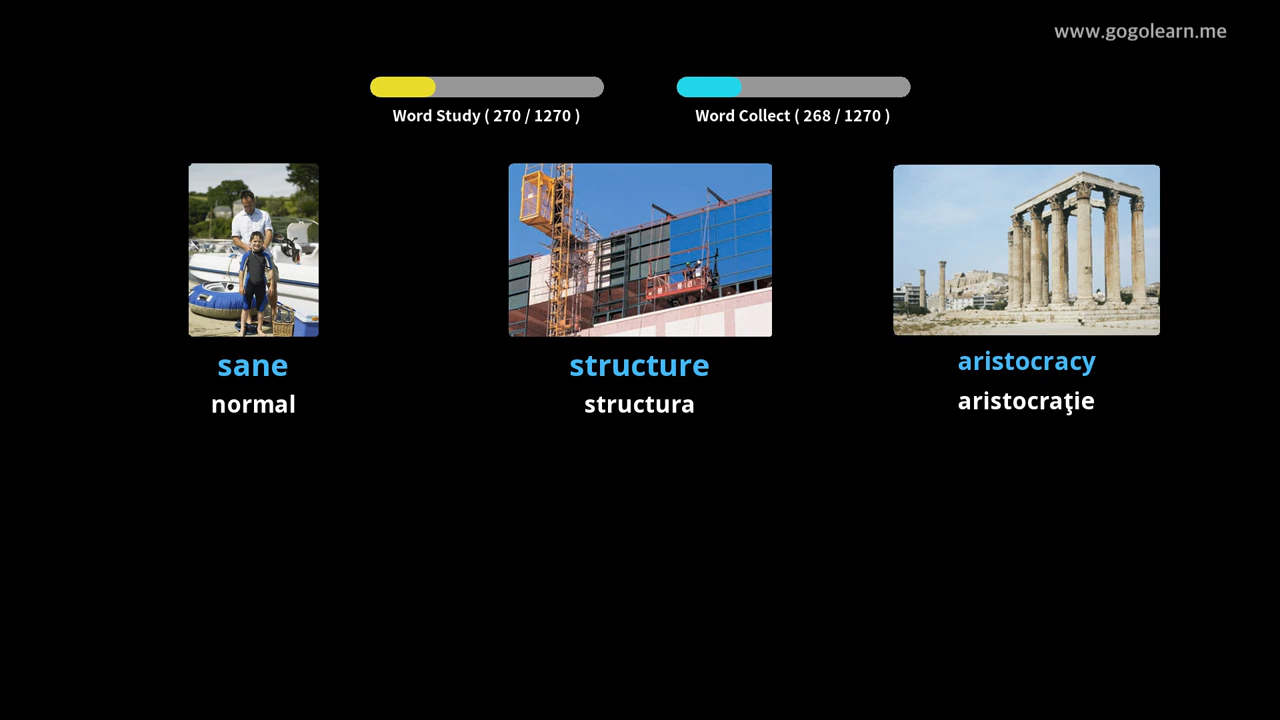 www.gogolearn.me
Word Study ( 270 / 1270 )
Word Collect ( 268 / 1270 )
sane
normal
structure
structura
aristocracy
aristocraţie